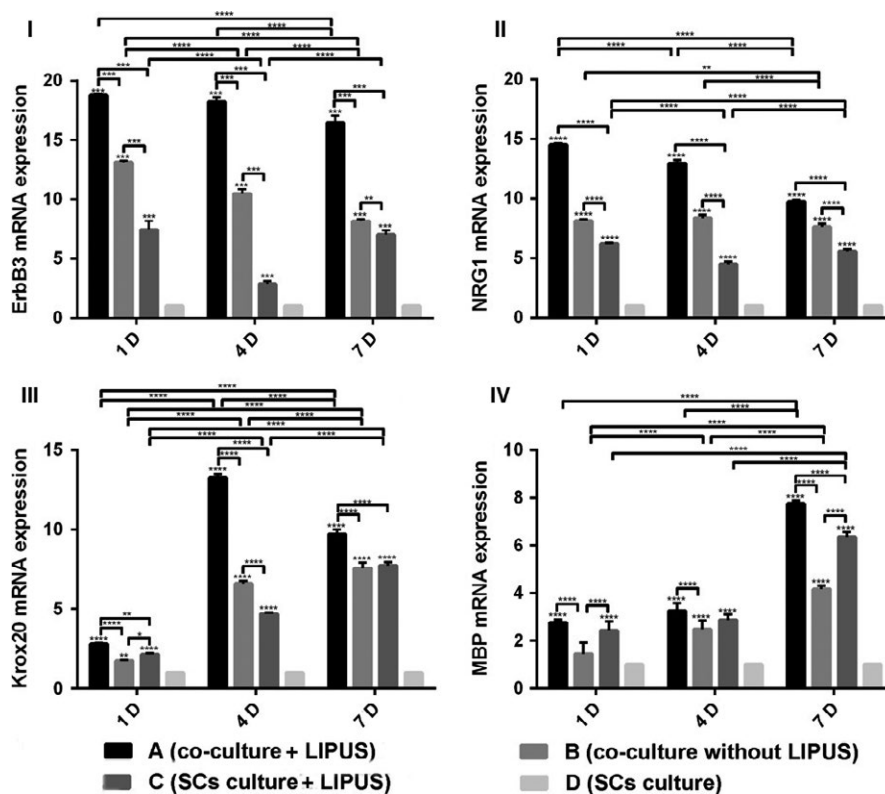 I
ErbB3 mRNA expression
20
15
10
5
0
1 D
4 D
7 D
II
NRG1 mRNA expression
20
15
10
5
0
1 D
4 D
7 D
III
Krox20 mRNA expression
15
10
5
0
1 D
4 D
7 D
IV
MBP mRNA expression
10
8
6
4
2
0
1 D
4 D
7 D
A (co-culture + LIPUS)
B (co-culture without LIPUS)
C (SCs culture + LIPUS)
D (SCs culture)